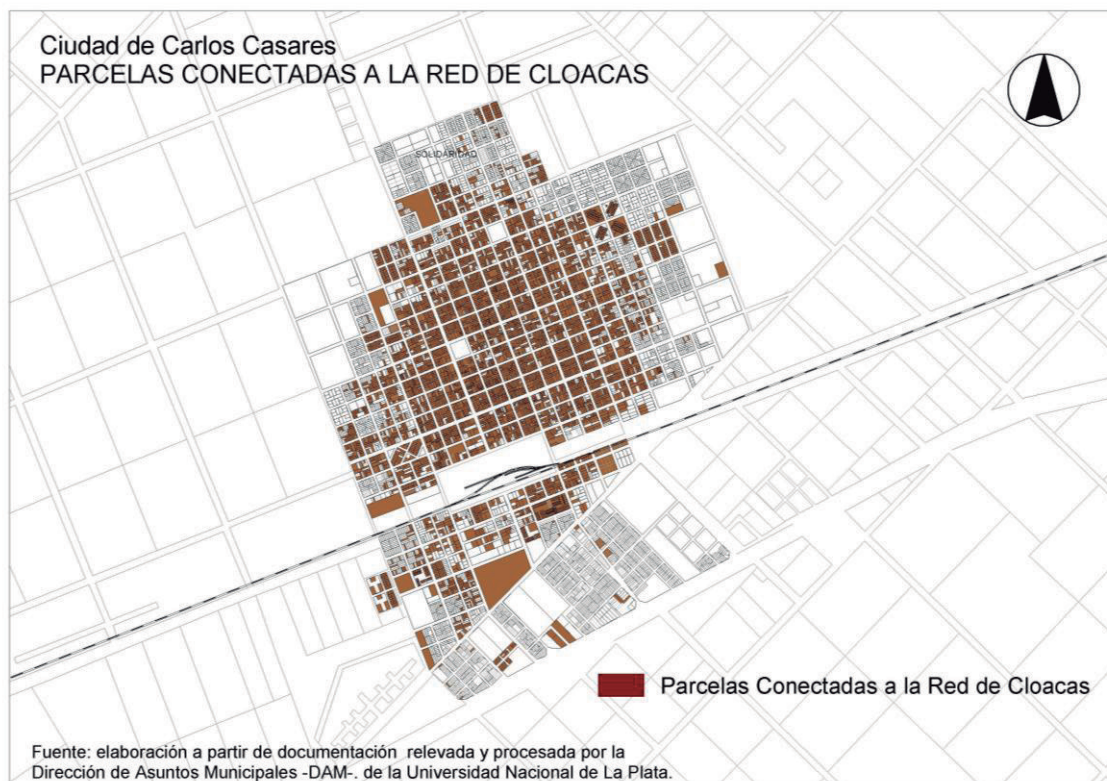 Ciudad de Carlos Casares
PARCELAS CONECTADAS A LA RED DE CLOACAS
SOLIDARIDAD
Parcelas Conectadas a la Red de Cloacas
Fuente: elaboración a partir de documentación relevada y procesada por la
Dirección de Asuntos Municipales -DAM-. de la Universidad Nacional de La Plata.